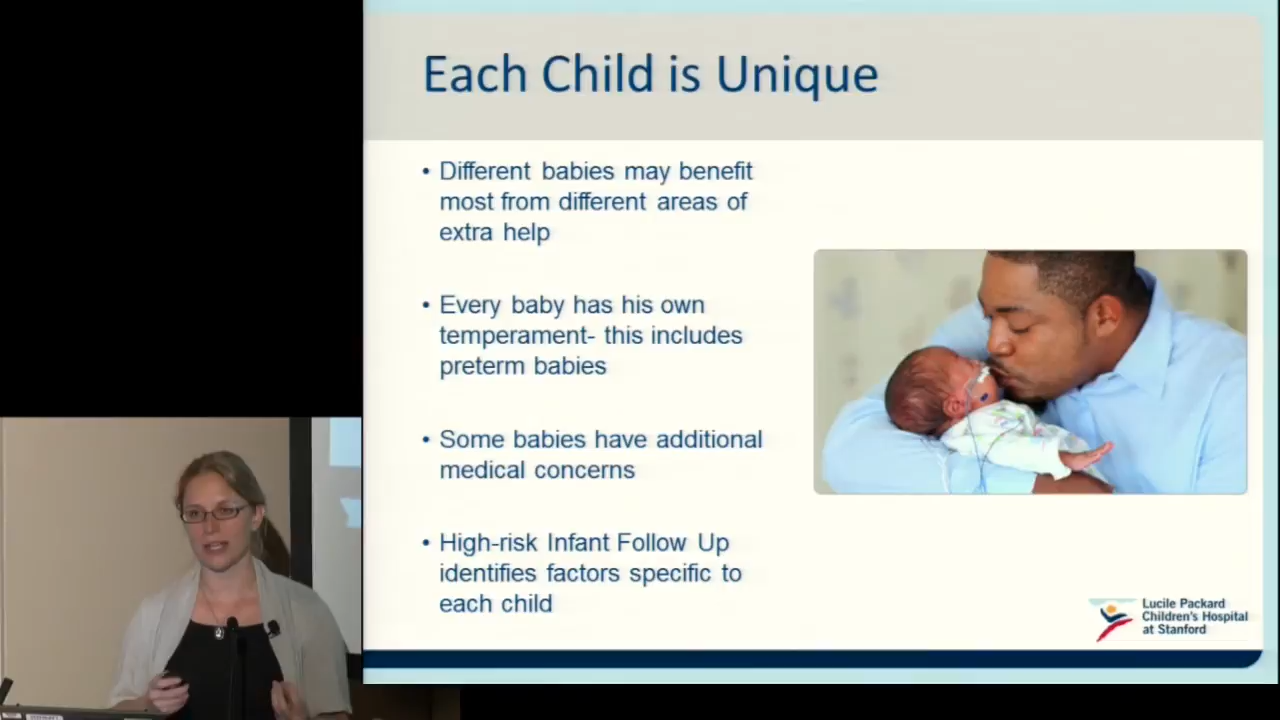 Each Child is Unique
• Different babies may benefit
most from different areas of
extra help
• Every baby has his own
temperament- this includes
preterm babies
• Some babies have additional
medical concerns
• High-risk Infant Follow Up
identifies factors specific to
each child
Lucile Packard
Children's Hospital
at Stanford